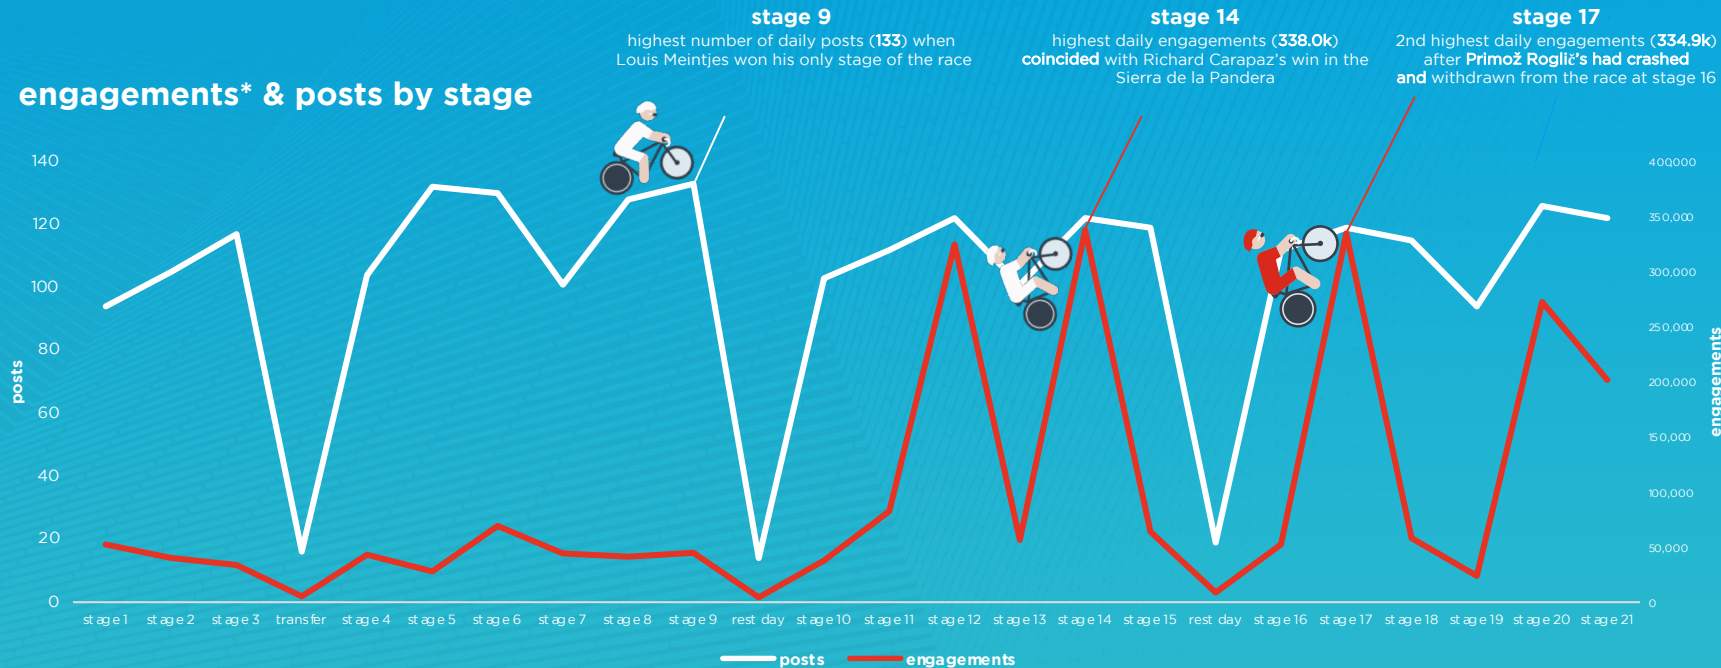 stage 9
highest number of daily posts (133) when
Louis Meintjes won his only stage of the race
stage 14
highest daily engagements (338.0k)
coincided with Richard Carapaz's win in the
Sierra de la Pandera
stage 17
2nd highest daily engagements (334.9k)
after Primož Roglič's had crashed
and withdrawn from the race at stage 16
engagements* & posts by stage
140
120
100
80
60
40
20
0
posts
400,000
350,000
300,000
250,000
200,000
150,000
100,000
50,000
0
engagements
stage 1 stage 2 stage 3 transfer stage 4 stage 5 stage 6 stage 7 stage 8 stage 9 rest day stage 10 stage 11 stage 12 stage 13 stage 14 stage 15 rest day stage 16 stage 17 stage 18 stage 19 stage 20 stage 21
posts engagements